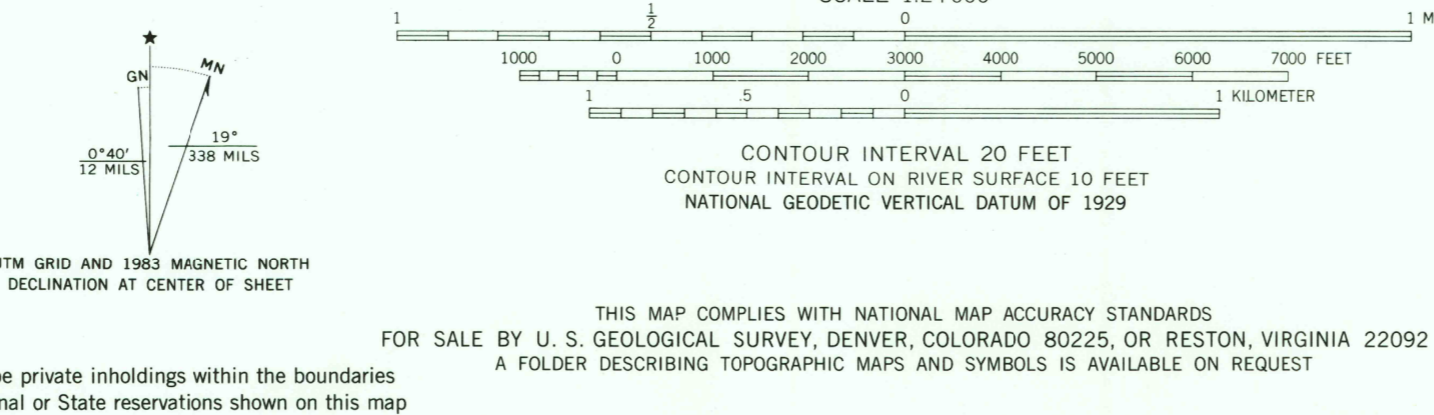 1 ½ 0 1 M
1000 0 1000 2000 3000 4000 5000 6000 7000 FEET
1 .5 0 1 KILOMETER
GN MN
0°40′ 19°
12 MILS 338 MILS
CONTOUR INTERVAL 20 FEET
CONTOUR INTERVAL ON RIVER SURFACE 10 FEET
NATIONAL GEODETIC VERTICAL DATUM OF 1929
UTM GRID AND 1983 MAGNETIC NORTH
DECLINATION AT CENTER OF SHEET
THIS MAP COMPLIES WITH NATIONAL MAP ACCURACY STANDARDS
FOR SALE BY U. S. GEOLOGICAL SURVEY, DENVER, COLORADO 80225, OR RESTON, VIRGINIA 22092
A FOLDER DESCRIBING TOPOGRAPHIC MAPS AND SYMBOLS IS AVAILABLE ON REQUEST
private inholdings within the boundaries
or State reservations shown on this map